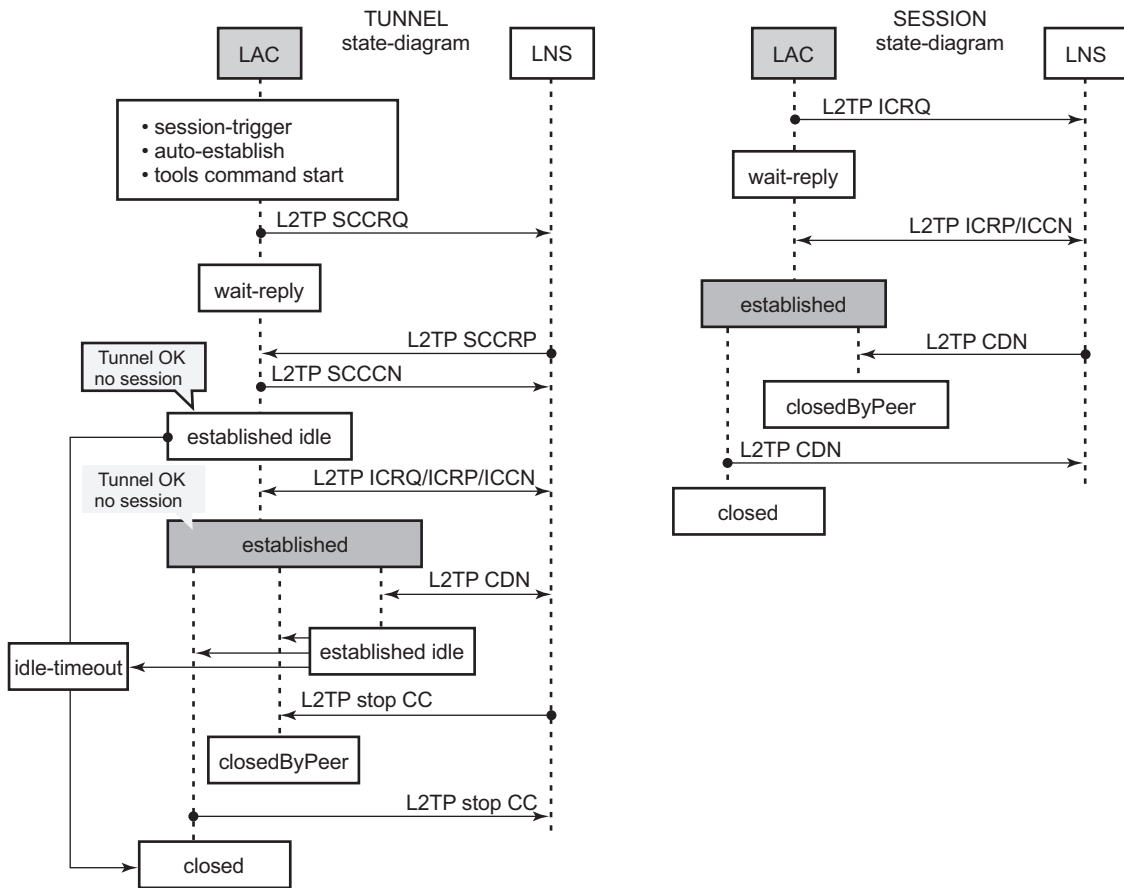 TUNNEL
state-diagram
LAC
LNS
• session-trigger
• auto-establish
• tools command start
L2TP SCCRQ
wait-reply
L2TP SCCRP
Tunnel OK
no session
L2TP SCCCN
established idle
Tunnel OK
no session
L2TP ICRQ/ICRP/ICCN
established
L2TP CDN
established idle
idle-timeout
L2TP stop CC
closedByPeer
L2TP stop CC
closed
SESSION
state-diagram
LAC
LNS
L2TP ICRQ
wait-reply
L2TP ICRP/ICCN
established
L2TP CDN
closedByPeer
L2TP CDN
closed